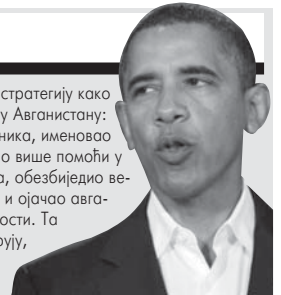 стратегију како
у Авганистану:
ника, именовао
о више помоћи у
а, обезбиједио ве-
и ојачао авга-
ости. Та
рују,